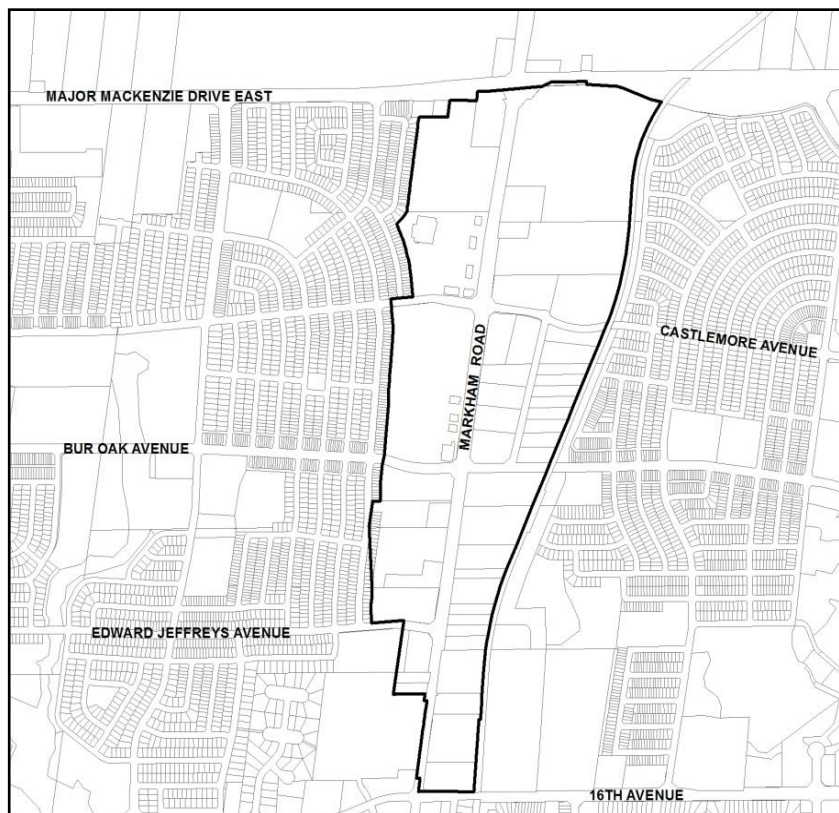 MAJOR MACKENZIE DRIVE EAST
CASTLEMORE AVENUE
MARKHAM ROAD
BUR OAK AVENUE
EDWARD JEFFREYS AVENUE
16TH AVENUE